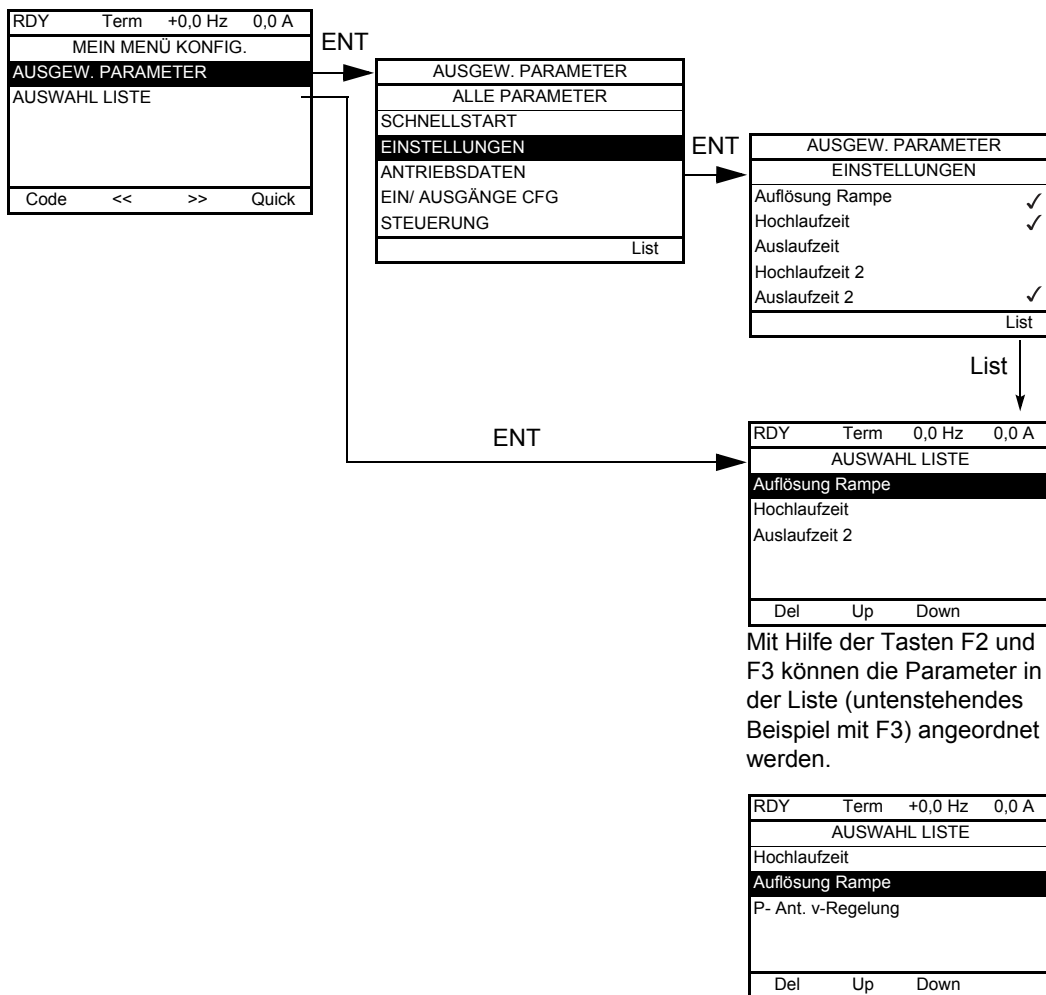 RDY Term +0,0 Hz 0,0 A
MEIN MENÜ KONFIG.
AUSGEW. PARAMETER
AUSWAHL LISTE
Code << >> Quick
ENT
AUSGEW. PARAMETER
ALLE PARAMETER
SCHNELLSTART
EINSTELLUNGEN
ANTRIEBSDATEN
EIN/ AUSGÄNGE CFG
STEUERUNG
List
ENT
AUSGEW. PARAMETER
EINSTELLUNGEN
Auflösung Rampe ✓
Hochlaufzeit ✓
Auslaufzeit
Hochlaufzeit 2
Auslaufzeit 2 ✓
List
List
ENT
RDY Term 0,0 Hz 0,0 A
AUSWAHL LISTE
Auflösung Rampe
Hochlaufzeit
Auslaufzeit 2
Del Up Down
Mit Hilfe der Tasten F2 und
F3 können die Parameter in
der Liste (untenstehendes
Beispiel mit F3) angeordnet
werden.
RDY Term +0,0 Hz 0,0 A
AUSWAHL LISTE
Hochlaufzeit
Auflösung Rampe
P- Ant. v-Regelung
Del Up Down